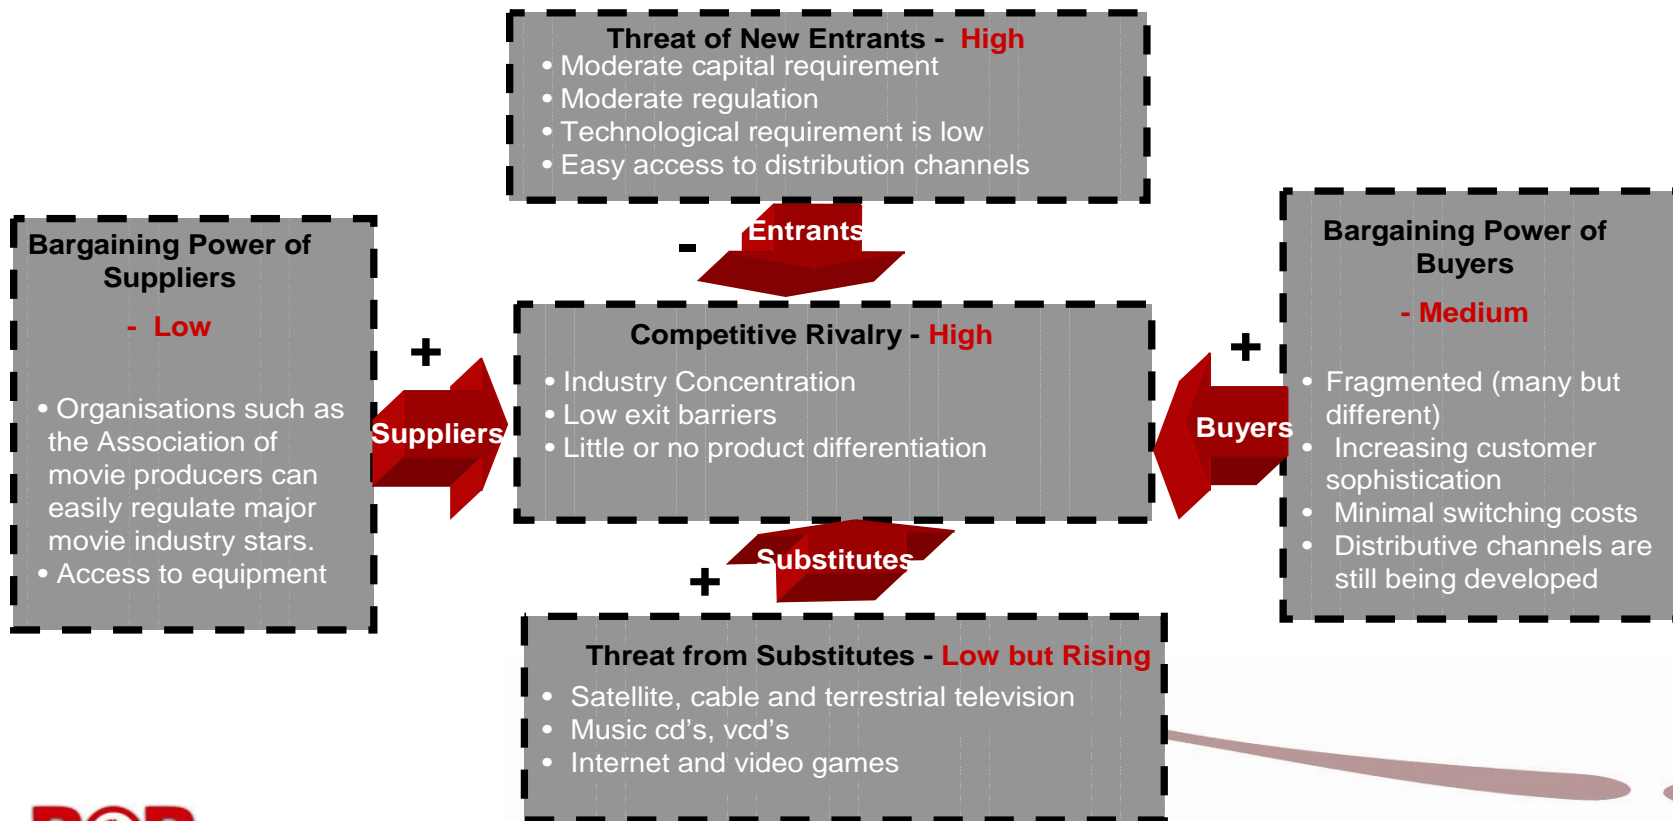 Threat of New Entrants - High
• Moderate capital requirement
• Moderate regulation
• Technological requirement is low
• Easy access to distribution channels
- Entrants
Bargaining Power of
Suppliers
- Low
• Organisations such as
the Association of
movie producers can
easily regulate major
movie industry stars.
• Access to equipment
+
Suppliers
Competitive Rivalry - High
• Industry Concentration
• Low exit barriers
• Little or no product differentiation
Bargaining Power of
Buyers
- Medium
• Fragmented (many but
different)
• Increasing customer
sophistication
• Minimal switching costs
• Distributive channels are
still being developed
+
Buyers
Substitutes
+
Threat from Substitutes - Low but Rising
• Satellite, cable and terrestrial television
• Music cd's, vcd's
• Internet and video games